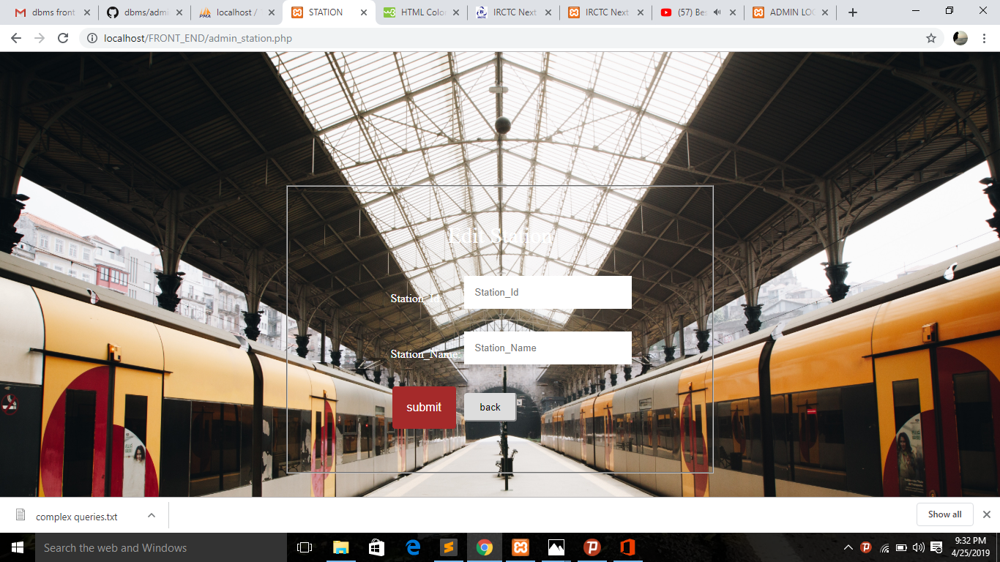 dbms front
dbms/admi
localhost /
STATION
HTML Color
IRCTC Next
IRCTC Next
(57) Bes
ADMIN LOG
localhost/FRONT_END/admin_station.php
Edit Station
Station_Id:
Station_Id
Station_Name:
Station_Name
submit
back
complex queries.txt
Show all
Search the web and Windows
9:32 PM
4/25/2019